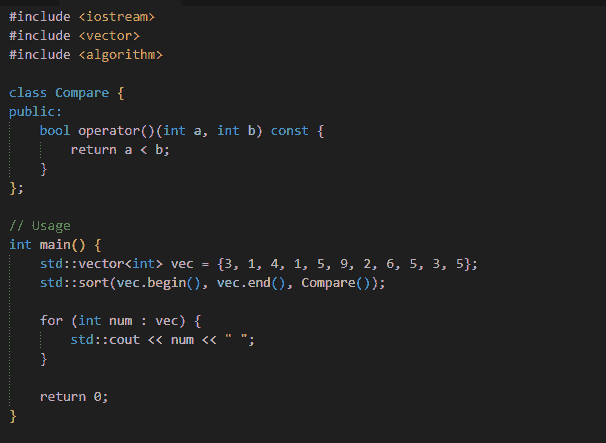 #include <iostream>
#include <vector>
#include <algorithm>
class Compare {
public:
bool operator()(int a, int b) const {
return a < b;
}
};
// Usage
int main() {
std::vector<int> vec = {3, 1, 4, 1, 5, 9, 2, 6, 5, 3, 5};
std::sort(vec.begin(), vec.end(), Compare());
for (int num : vec) {
std::cout << num << " ";
}
return 0;
}